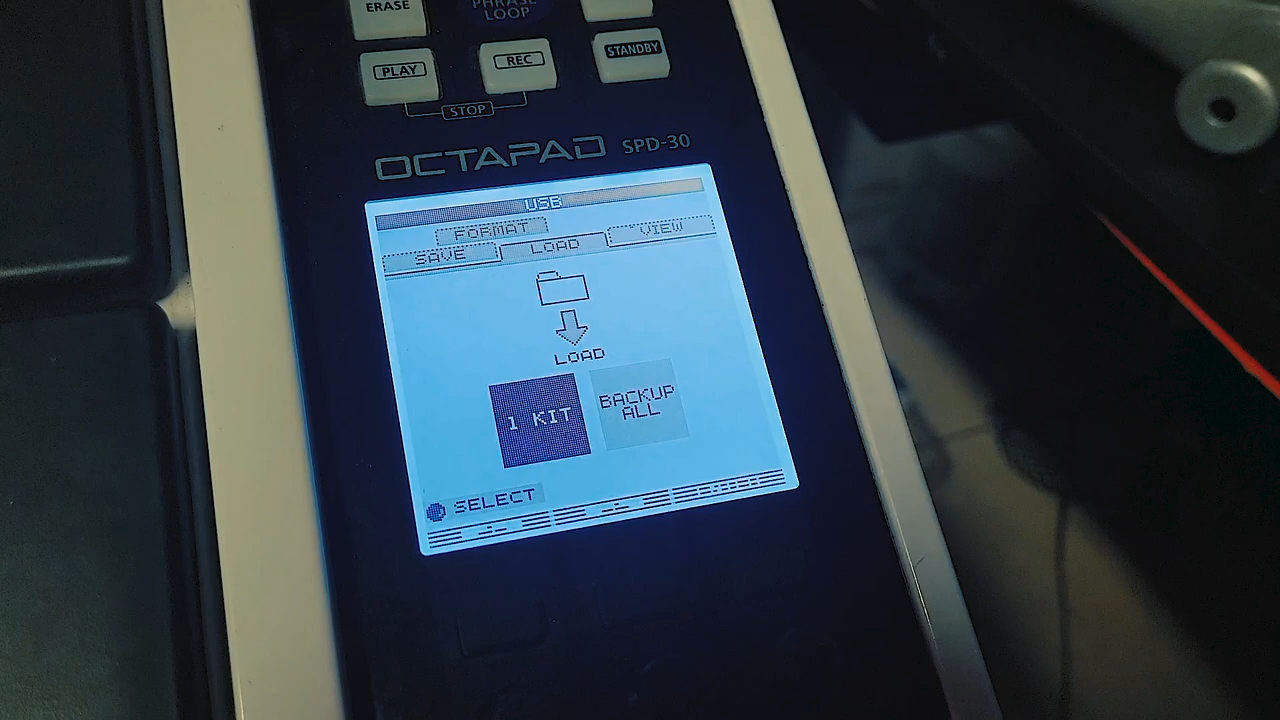 ERASE
PHRASE
LOOP
PLAY
REC
STANDBY
STOP
OCTAPAD SPD-30
USB
FORMAT
SAVE LOAD VIEW
LOAD
1 KIT
BACKUP
ALL
SELECT